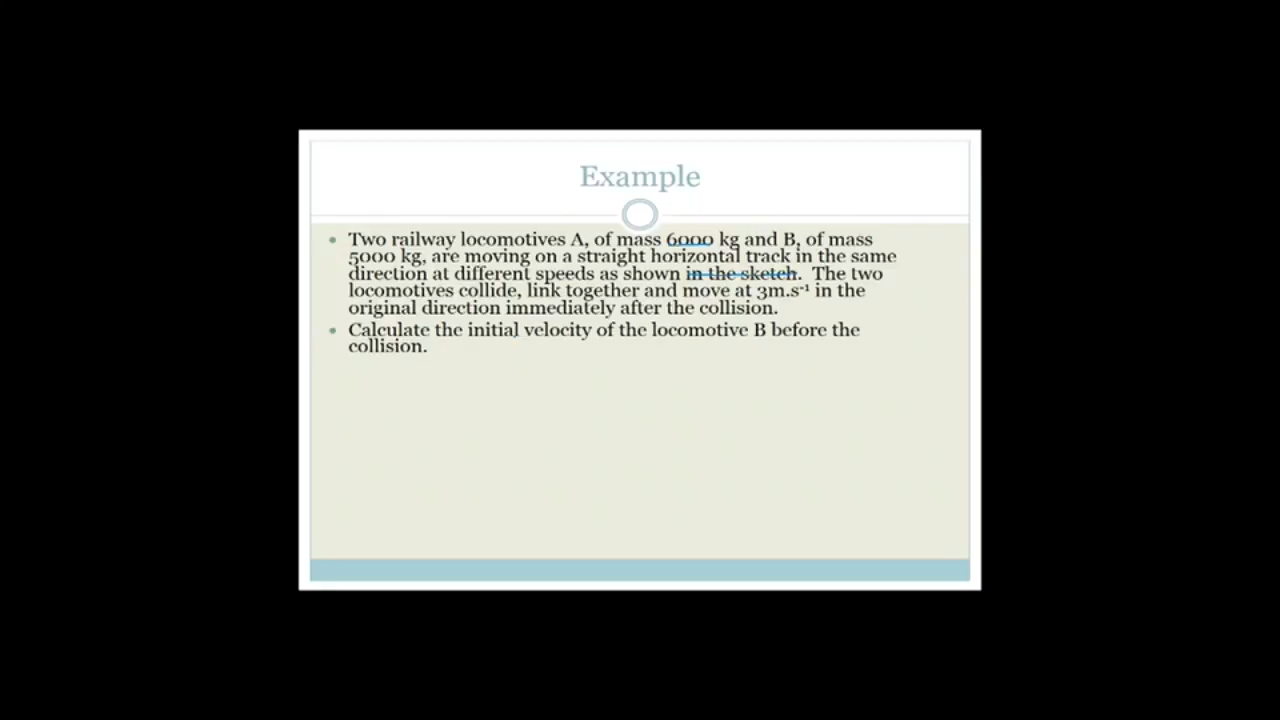 Example
• Two railway locomotives A, of mass 6000 kg and B, of mass
5000 kg, are moving on a straight horizontal track in the same
direction at different speeds as shown in the sketch. The two
locomotives collide, link together and move at 3m.s⁻¹ in the
original direction immediately after the collision.
• Calculate the initial velocity of the locomotive B before the
collision.